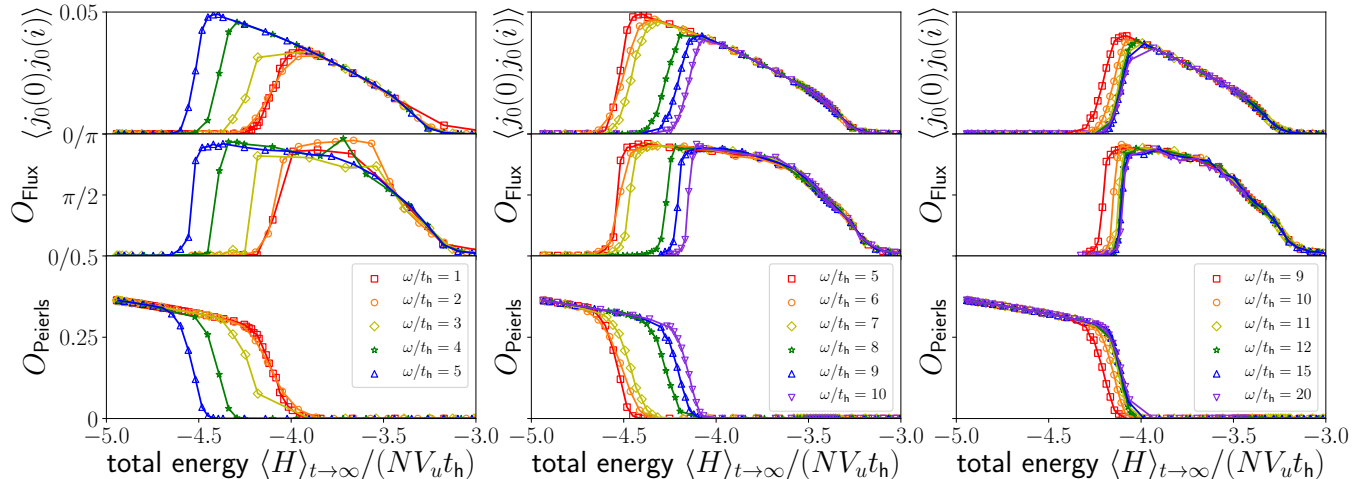 0.05
⟨j₀(0)j₀(i)⟩
0/π
O_Flux
π/2
0/0.5
O_Peierls
0.25
0
ω/t_h = 1
ω/t_h = 2
ω/t_h = 3
ω/t_h = 4
ω/t_h = 5
−5.0 −4.5 −4.0 −3.5 −3.0
total energy ⟨H⟩_{t→∞}/(NV_u t_h)
⟨j₀(0)j₀(i)⟩
O_Flux
O_Peierls
ω/t_h = 5
ω/t_h = 6
ω/t_h = 7
ω/t_h = 8
ω/t_h = 9
ω/t_h = 10
−5.0 −4.5 −4.0 −3.5 −3.0
total energy ⟨H⟩_{t→∞}/(NV_u t_h)
⟨j₀(0)j₀(i)⟩
O_Flux
O_Peierls
ω/t_h = 9
ω/t_h = 10
ω/t_h = 11
ω/t_h = 12
ω/t_h = 15
ω/t_h = 20
−5.0 −4.5 −4.0 −3.5 −3.0
total energy ⟨H⟩_{t→∞}/(NV_u t_h)